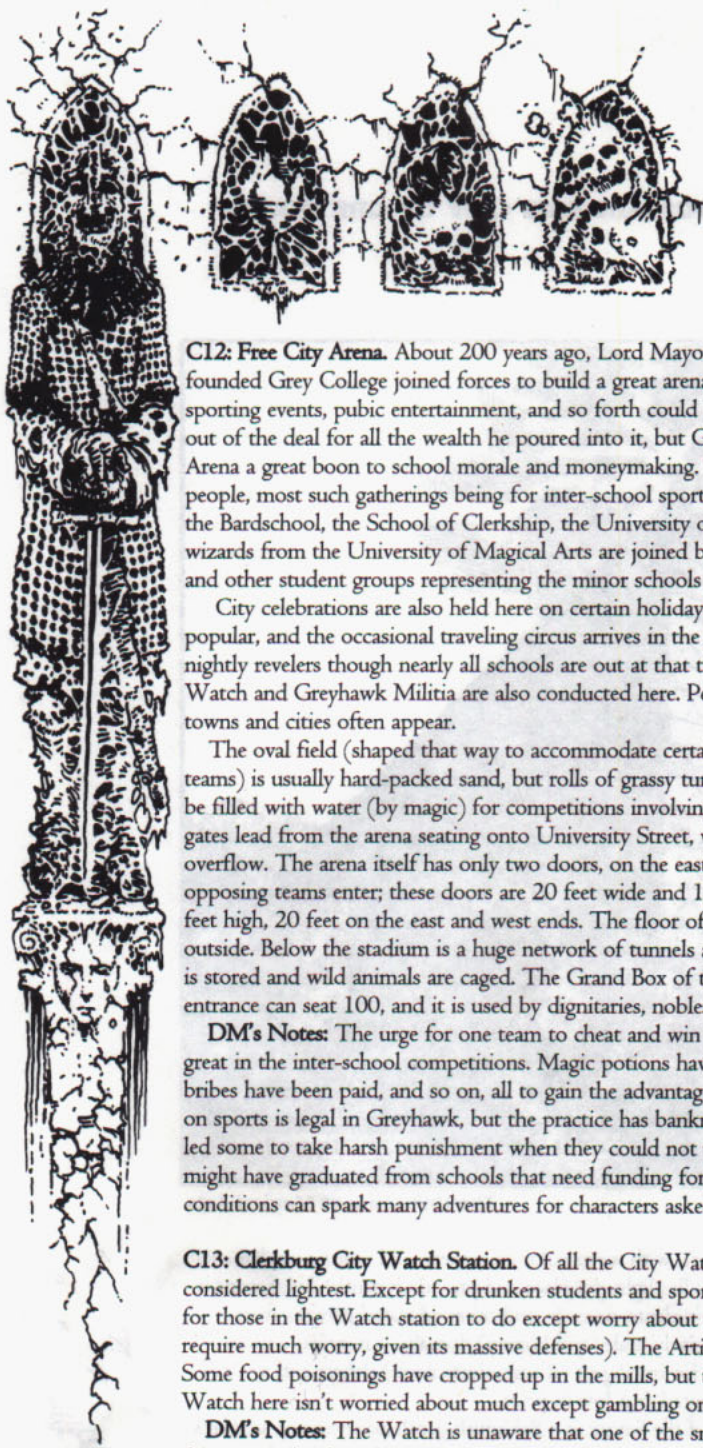 C12: Free City Arena. About 200 years ago, Lord Mayo
founded Grey College joined forces to build a great arena
sporting events, pubic entertainment, and so forth could
out of the deal for all the wealth he poured into it, but G
Arena a great boon to school morale and moneymaking.
people, most such gatherings being for inter-school sport
the Bardschool, the School of Clerkship, the University o
wizards from the University of Magical Arts are joined b
and other student groups representing the minor schools
City celebrations are also held here on certain holiday
popular, and the occasional traveling circus arrives in the
nightly revelers though nearly all schools are out at that t
Watch and Greyhawk Militia are also conducted here. Pe
towns and cities often appear.
The oval field (shaped that way to accommodate certa
teams) is usually hard-packed sand, but rolls of grassy tur
be filled with water (by magic) for competitions involvin
gates lead from the arena seating onto University Street,
overflow. The arena itself has only two doors, on the east
opposing teams enter; these doors are 20 feet wide and 1
feet high, 20 feet on the east and west ends. The floor of
outside. Below the stadium is a huge network of tunnels
is stored and wild animals are caged. The Grand Box of t
entrance can seat 100, and it is used by dignitaries, noble
DM's Notes: The urge for one team to cheat and win
great in the inter-school competitions. Magic potions hav
bribes have been paid, and so on, all to gain the advantag
on sports is legal in Greyhawk, but the practice has bankr
led some to take harsh punishment when they could not
might have graduated from schools that need funding for
conditions can spark many adventures for characters aske
C13: Clerkburg City Watch Station. Of all the City Wat
considered lightest. Except for drunken students and spor
for those in the Watch station to do except worry about
require much worry, given its massive defenses). The Arti
Some food poisonings have cropped up in the mills, but
Watch here isn't worried about much except gambling or
DM's Notes: The Watch is unaware that one of the sr